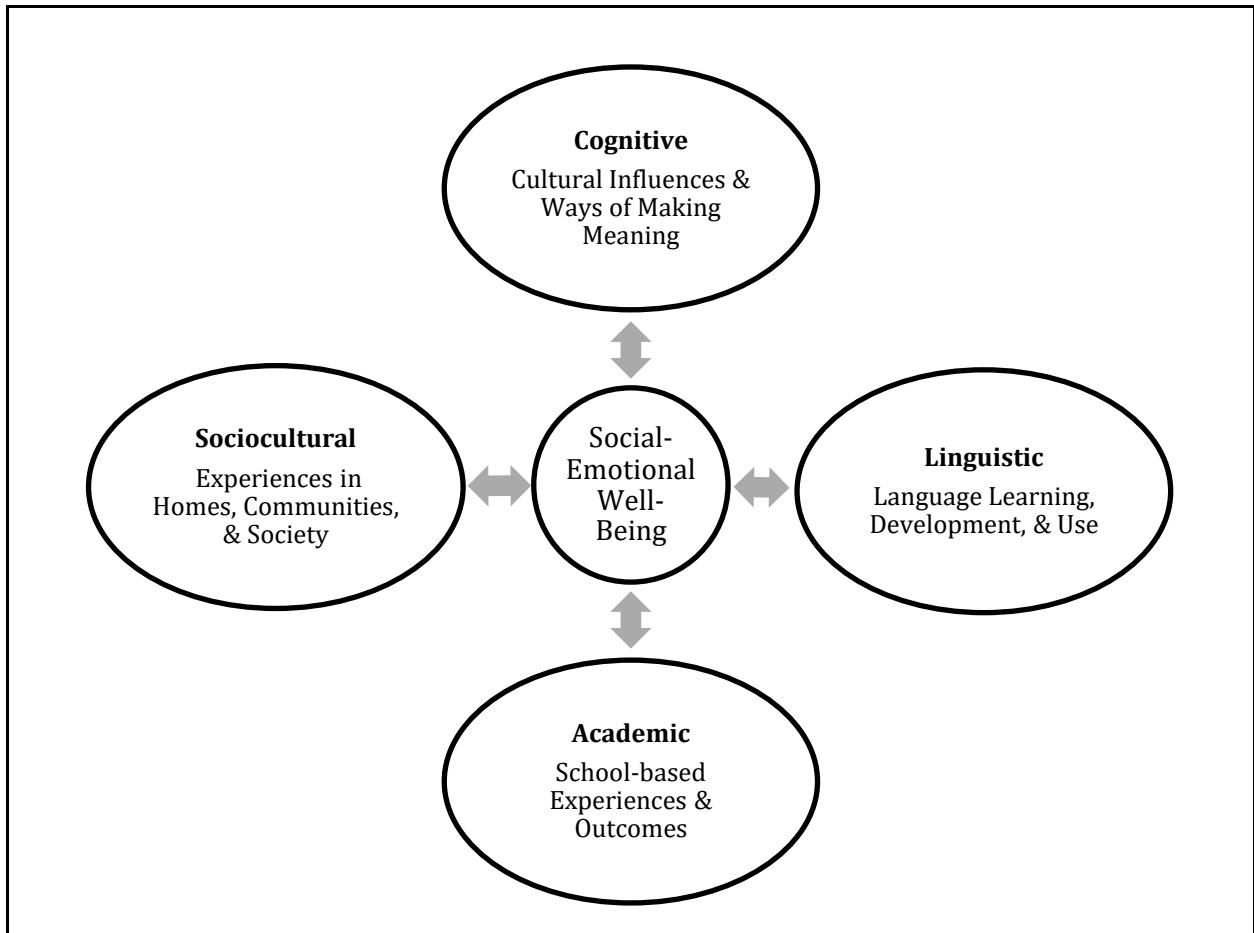 Cognitive
Cultural Influences &
Ways of Making
Meaning
Sociocultural
Experiences in
Homes, Communities,
& Society
Social-
Emotional
Well-
Being
Linguistic
Language Learning,
Development, & Use
Academic
School-based
Experiences &
Outcomes